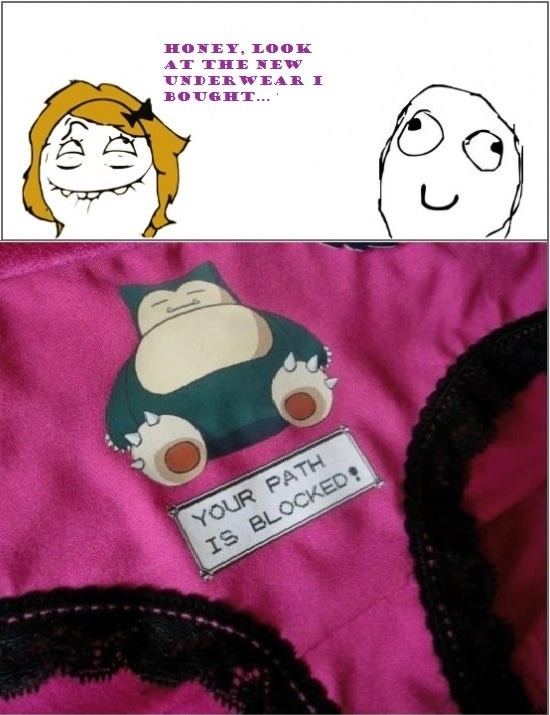 HONEY, LOOK
AT THE NEW
UNDERWEAR I
BOUGHT...
YOUR PATH
IS BLOCKED!